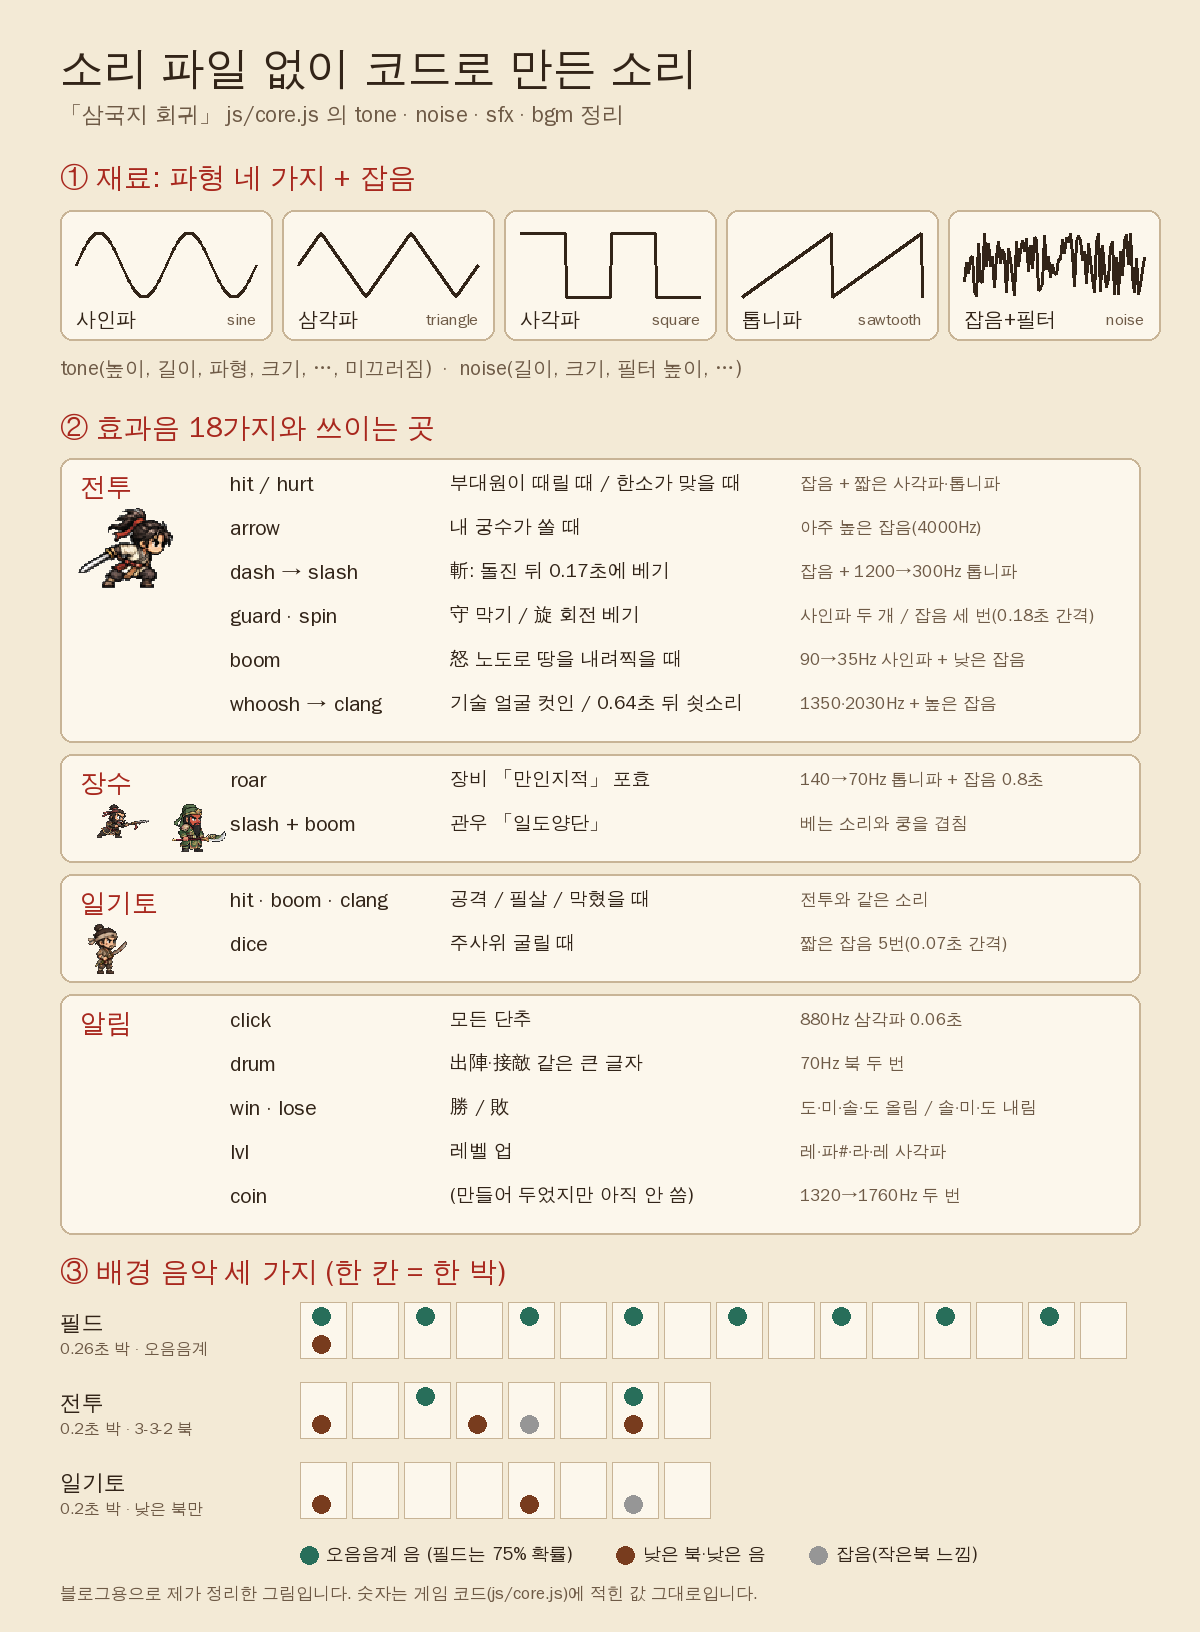 소리 파일 없이 코드로 만든 소리
「삼국지 회귀」 js/core.js 의 tone · noise · sfx · bgm 정리
① 재료: 파형 네 가지 + 잡음
사인파 sine
삼각파 triangle
사각파 square
톱니파 sawtooth
잡음+필터 noise
tone(높이, 길이, 파형, 크기, …, 미끄러짐) · noise(길이, 크기, 필터 높이, …)
② 효과음 18가지와 쓰이는 곳
전투
hit / hurt 부대원이 때릴 때 / 한소가 맞을 때 잡음 + 짧은 사각파·톱니파
arrow 내 궁수가 쏠 때 아주 높은 잡음(4000Hz)
dash → slash 斬: 돌진 뒤 0.17초에 베기 잡음 + 1200→300Hz 톱니파
guard · spin 守 막기 / 旋 회전 베기 사인파 두 개 / 잡음 세 번(0.18초 간격)
boom 怒 노도로 땅을 내려찍을 때 90→35Hz 사인파 + 낮은 잡음
whoosh → clang 기술 얼굴 컷인 / 0.64초 뒤 쇳소리 1350·2030Hz + 높은 잡음
장수
roar 장비 「만인지적」 포효 140→70Hz 톱니파 + 잡음 0.8초
slash + boom 관우 「일도양단」 베는 소리와 쿵을 겹침
일기토
hit · boom · clang 공격 / 필살 / 막혔을 때 전투와 같은 소리
dice 주사위 굴릴 때 짧은 잡음 5번(0.07초 간격)
알림
click 모든 단추 880Hz 삼각파 0.06초
drum 出陣·接敵 같은 큰 글자 70Hz 북 두 번
win · lose 勝 / 敗 도·미·솔·도 올림 / 솔·미·도 내림
lvl 레벨 업 레·파#·라·레 사각파
coin (만들어 두었지만 아직 안 씀) 1320→1760Hz 두 번
③ 배경 음악 세 가지 (한 칸 = 한 박)
필드
0.26초 박 · 오음음계
전투
0.2초 박 · 3-3-2 북
일기토
0.2초 박 · 낮은 북만
오음음계 음 (필드는 75% 확률) 낮은 북·낮은 음 잡음(작은북 느낌)
블로그용으로 제가 정리한 그림입니다. 숫자는 게임 코드(js/core.js)에 적힌 값 그대로입니다.